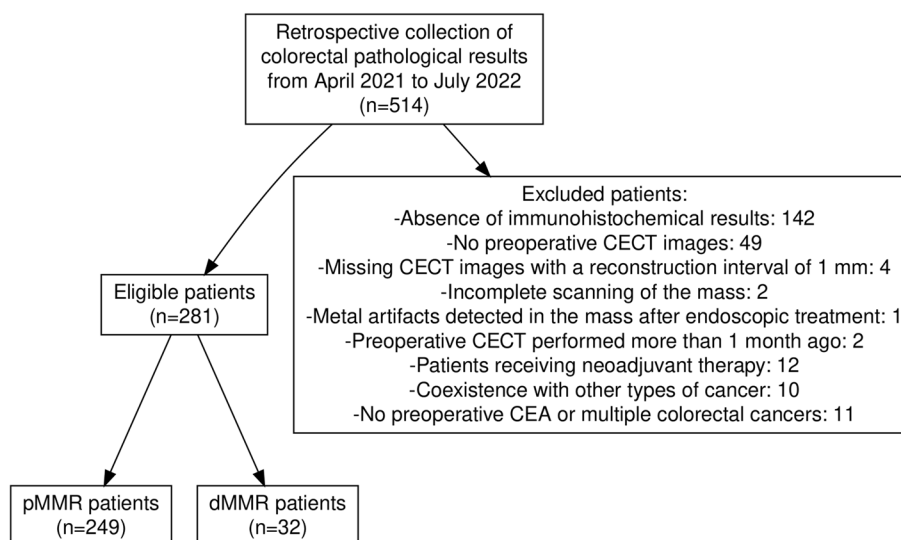 Retrospective collection of
colorectal pathological results
from April 2021 to July 2022
(n=514)
Excluded patients:
-Absence of immunohistochemical results: 142
-No preoperative CECT images: 49
-Missing CECT images with a reconstruction interval of 1 mm: 4
-Incomplete scanning of the mass: 2
-Metal artifacts detected in the mass after endoscopic treatment: 1
-Preoperative CECT performed more than 1 month ago: 2
-Patients receiving neoadjuvant therapy: 12
-Coexistence with other types of cancer: 10
-No preoperative CEA or multiple colorectal cancers: 11
Eligible patients
(n=281)
pMMR patients
(n=249)
dMMR patients
(n=32)